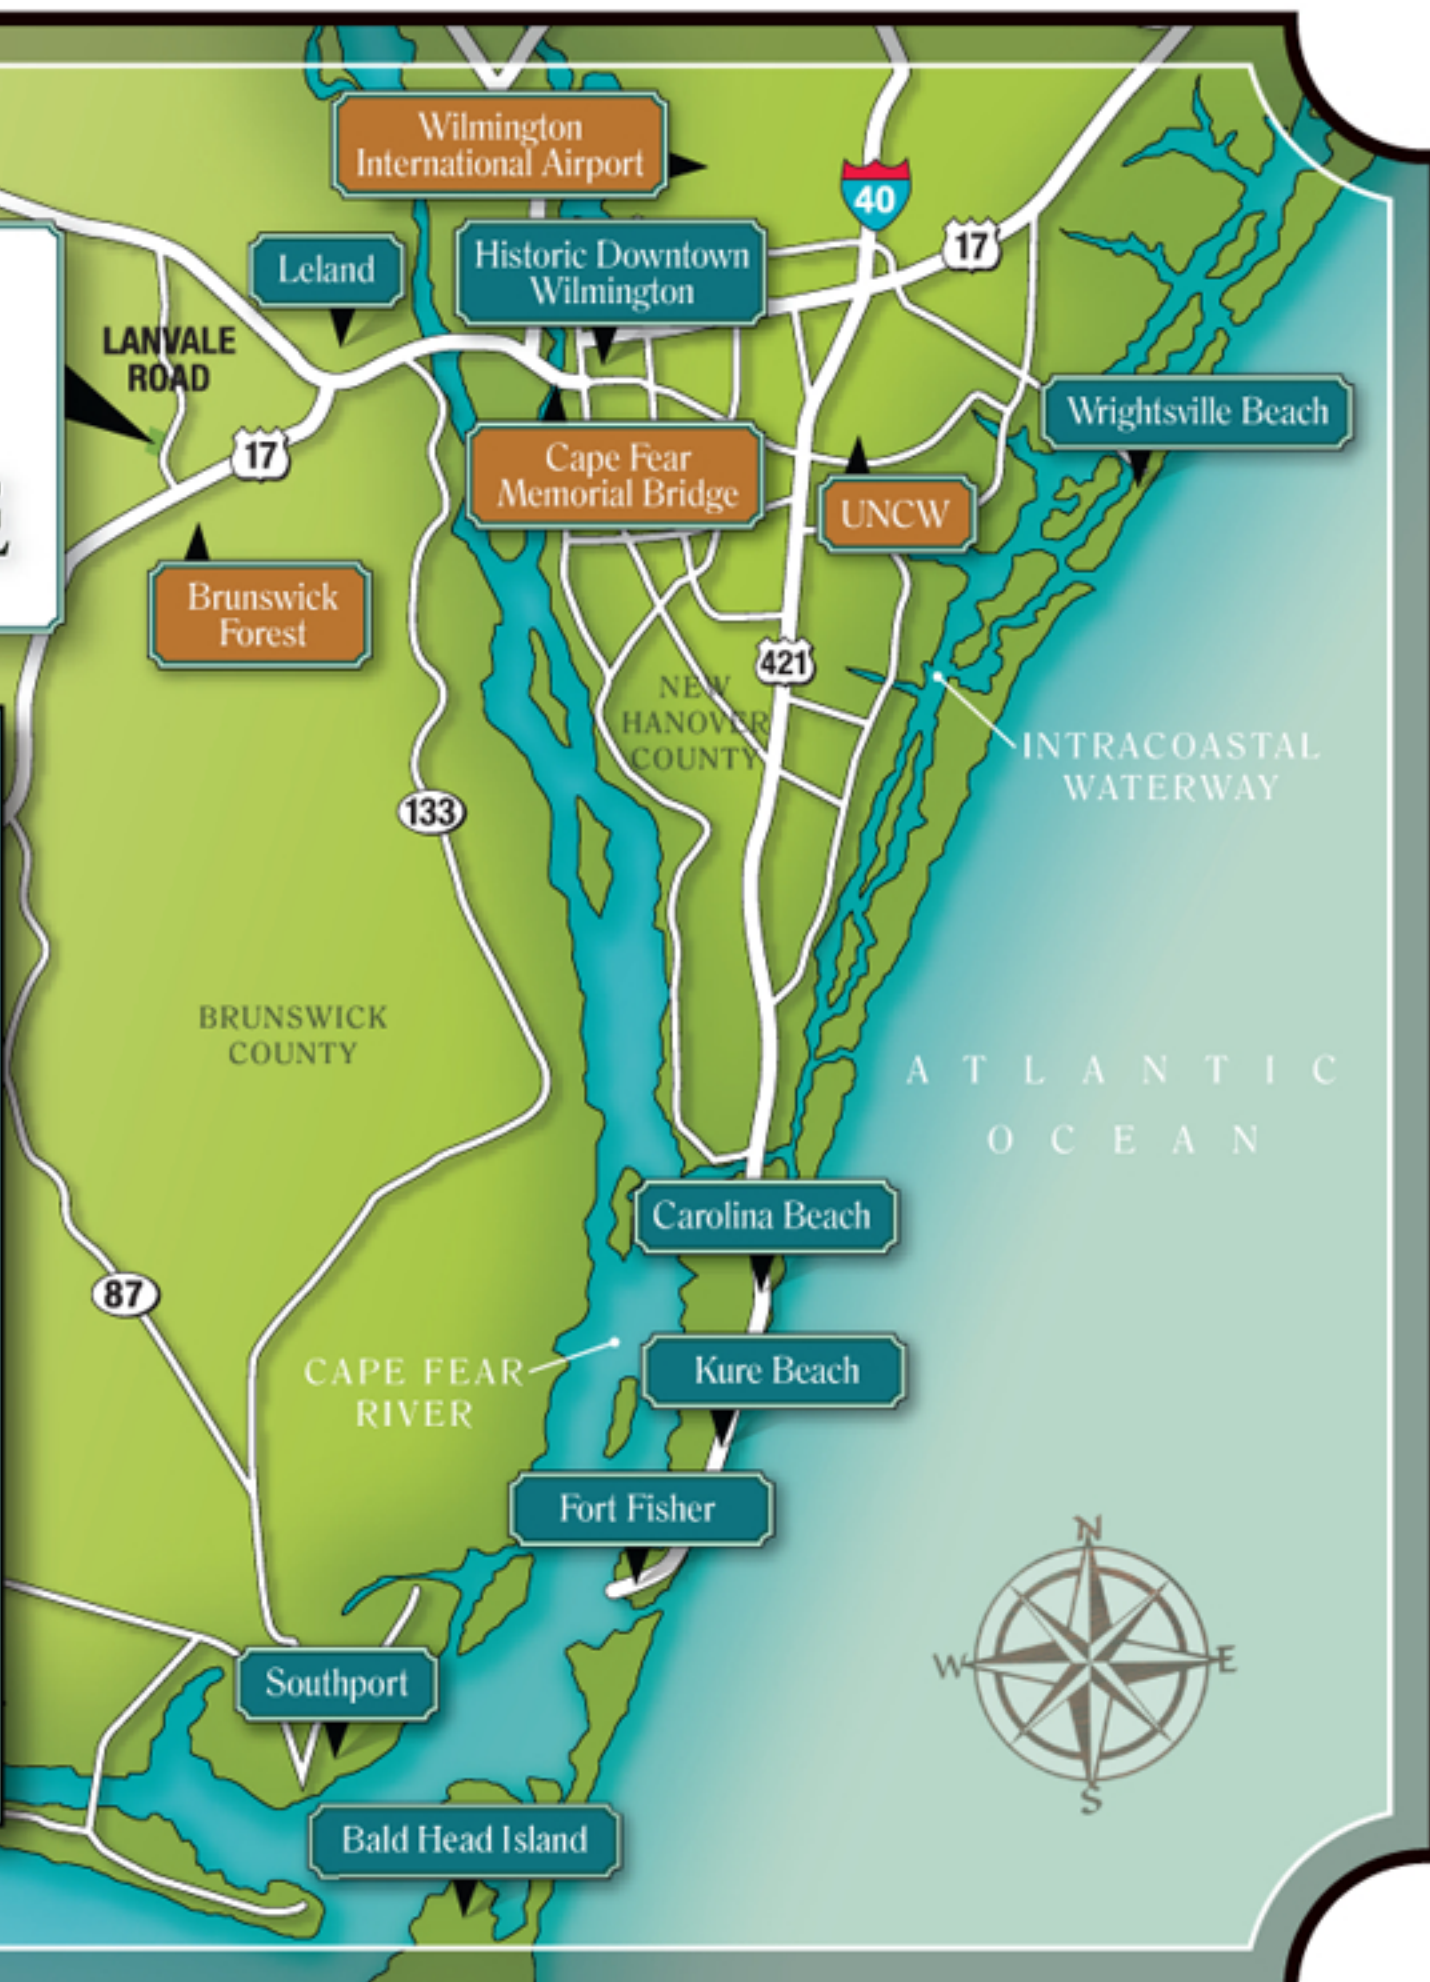 Wilmington
International Airport
40
17
Historic Downtown
Wilmington
Leland
LANVALE
ROAD
17
Wrightsville Beach
Cape Fear
Memorial Bridge
UNCW
Brunswick
Forest
421
NEW
HANOVER
COUNTY
INTRACOASTAL
WATERWAY
133
BRUNSWICK
COUNTY
ATLANTIC
OCEAN
Carolina Beach
87
CAPE FEAR
RIVER
Kure Beach
Fort Fisher
N
W
E
S
Southport
Bald Head Island